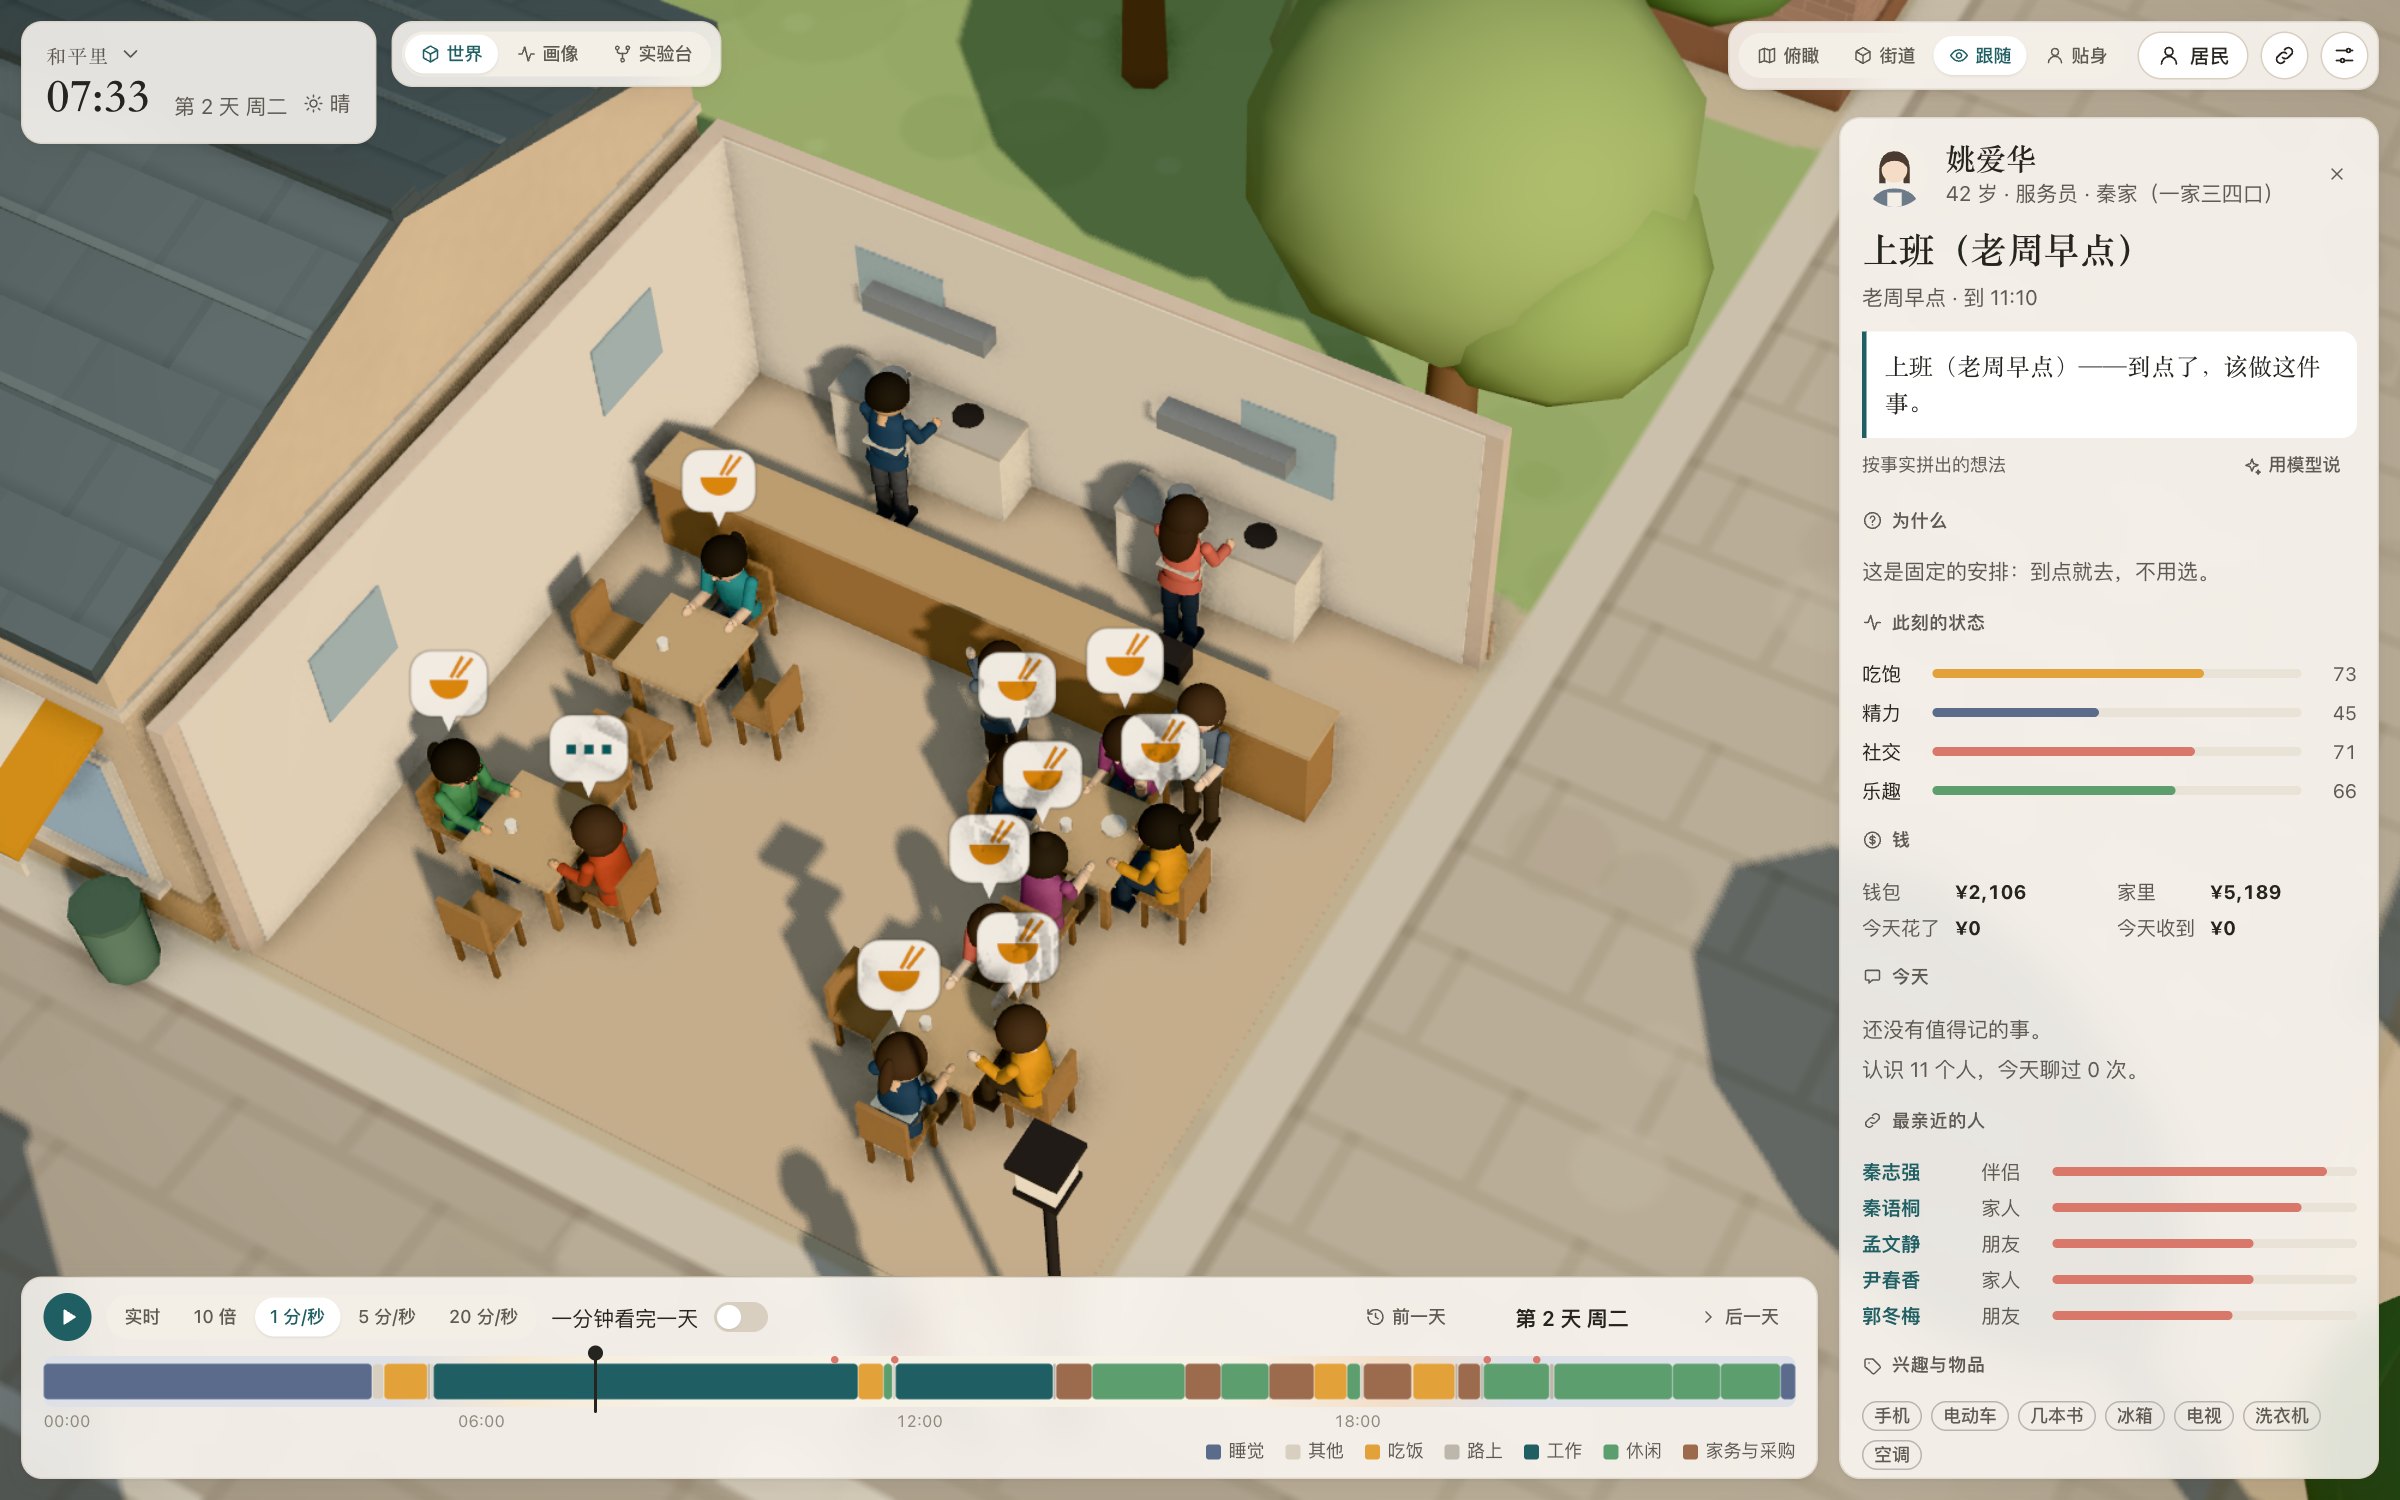 和平里
07:33 第 2 天 周二 晴
世界 画像 实验台
俯瞰 街道 跟随 贴身 居民
姚爱华
42 岁 · 服务员 · 秦家（一家三四口）
上班（老周早点）
老周早点 · 到 11:10
上班（老周早点）——到点了，该做这件
事。
按事实拼出的想法 用模型说
为什么
这是固定的安排：到点就去，不用选。
此刻的状态
吃饱 73
精力 45
社交 71
乐趣 66
钱
钱包 ¥2,106 家里 ¥5,189
今天花了 ¥0 今天收到 ¥0
今天
还没有值得记的事。
认识 11 个人，今天聊过 0 次。
最亲近的人
秦志强 伴侣
秦语桐 家人
孟文静 朋友
尹春香 家人
郭冬梅 朋友
兴趣与物品
手机 电动车 几本书 冰箱 电视 洗衣机
空调
实时 10 倍 1 分/秒 5 分/秒 20 分/秒 一分钟看完一天 前一天 第 2 天 周二 后一天
00:00 06:00 12:00 18:00
睡觉 其他 吃饭 路上 工作 休闲 家务与采购